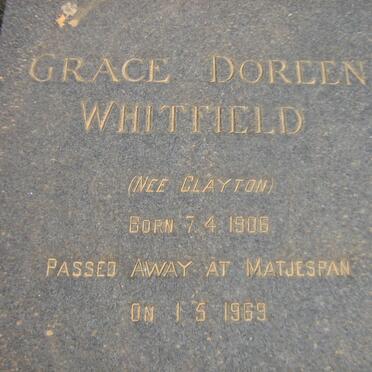 GRACE DOREEN
WHITFIELD
(NEE CLAYTON)
BORN 7.4.1906
PASSED AWAY AT MATJESPAN
ON 1 5 1969